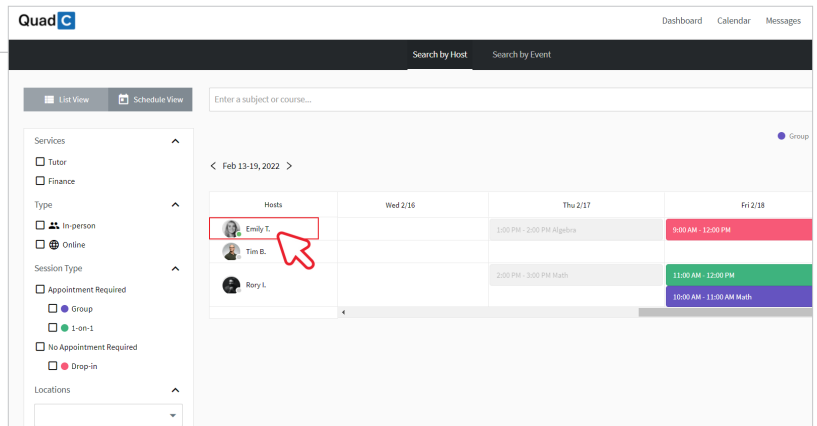 Quad C
Dashboard Calendar Messages
Search by Host Search by Event
List View Schedule View
Enter a subject or course...
Group
Services
Tutor
Finance
Type
In-person
Online
Session Type
Appointment Required
Group
1-on-1
No Appointment Required
Drop-in
Locations
Feb 13-19, 2022
Hosts Wed 2/16 Thu 2/17 Fri 2/18
Emily T. 1:00 PM - 2:00 PM Algebra 9:00 AM - 12:00 PM
Tim B.
Rory I. 2:00 PM - 3:00 PM Math 11:00 AM - 12:00 PM
10:00 AM - 11:00 AM Math